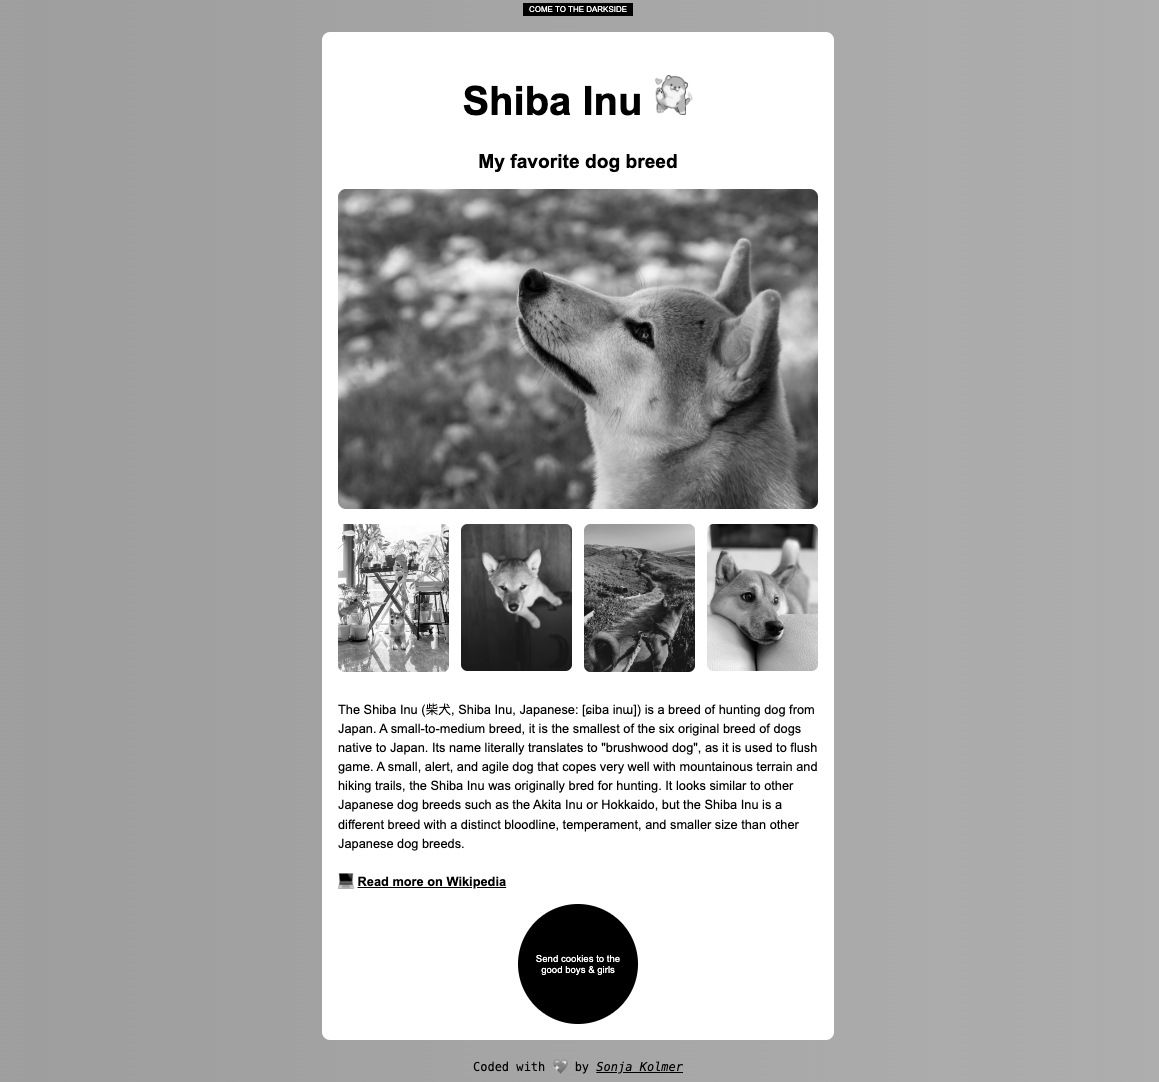 COME TO THE DARKSIDE
Shiba Inu
My favorite dog breed
The Shiba Inu (柴犬, Shiba Inu, Japanese: [ɕiba inɯ]) is a breed of hunting dog from
Japan. A small-to-medium breed, it is the smallest of the six original breed of dogs
native to Japan. Its name literally translates to "brushwood dog", as it is used to flush
game. A small, alert, and agile dog that copes very well with mountainous terrain and
hiking trails, the Shiba Inu was originally bred for hunting. It looks similar to other
Japanese dog breeds such as the Akita Inu or Hokkaido, but the Shiba Inu is a
different breed with a distinct bloodline, temperament, and smaller size than other
Japanese dog breeds.
Read more on Wikipedia
Send cookies to the
good boys & girls
Coded with 💖 by Sonja Kolmer